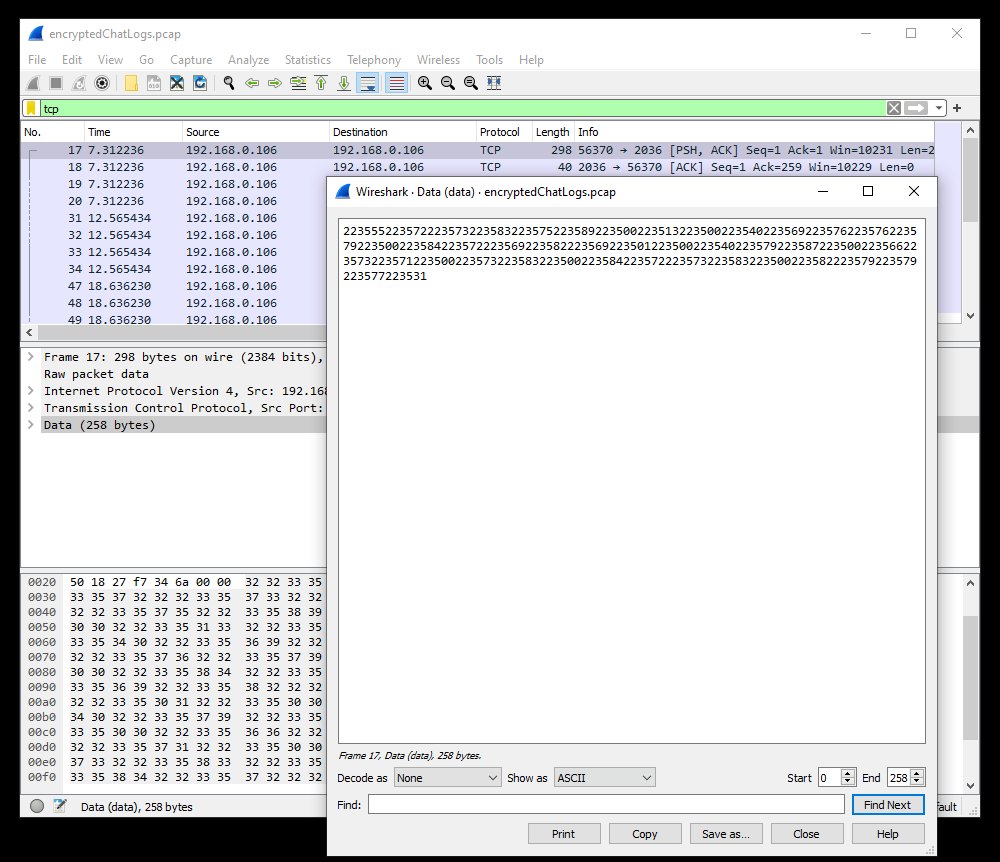 encryptedChatLogs.pcap
File Edit View Go Capture Analyze Statistics Telephony Wireless Tools Help
tcp
No. Time Source Destination Protocol Length Info
17 7.312236 192.168.0.106 192.168.0.106 TCP 298 56370 → 2036 [PSH, ACK] Seq=1 Ack=1 Win=10231 Len=2
18 7.312236 192.168.0.106 192.168.0.106 TCP 40 2036 → 56370 [ACK] Seq=1 Ack=259 Win=10229 Len=0
19 7.312236 192.168.0.106
20 7.312236 192.168.0.106
31 12.565434 192.168.0.106
32 12.565434 192.168.0.106
33 12.565434 192.168.0.106
34 12.565434 192.168.0.106
47 18.636230 192.168.0.106
48 18.636230 192.168.0.106
49 18.636230 192.168.0.106
Frame 17: 298 bytes on wire (2384 bits),
Raw packet data
Internet Protocol Version 4, Src: 192.168
Transmission Control Protocol, Src Port:
Data (258 bytes)
0020 50 18 27 f7 34 6a 00 00 32 32 33 35
0030 33 35 37 32 32 32 33 35 37 33 32 32
0040 32 32 33 35 37 35 32 32 33 35 38 39
0050 30 30 32 32 33 35 31 33 32 32 33 35
0060 33 35 34 30 32 32 33 35 36 39 32 32
0070 32 32 33 35 37 36 32 32 33 35 37 39
0080 30 30 32 32 33 35 38 34 32 32 33 35
0090 33 35 36 39 32 32 33 35 38 32 32 32
00a0 32 32 33 35 30 31 32 32 33 35 30 30
00b0 34 30 32 32 33 35 37 39 32 32 33 35
00c0 33 35 30 30 32 32 33 35 36 36 32 32
00d0 32 32 33 35 37 31 32 32 33 35 30 30
00e0 37 33 32 32 33 35 38 33 32 32 33 35
00f0 33 35 38 34 32 32 33 35 37 32 32 32
Data (data), 258 bytes
ault
Wireshark · Data (data) · encryptedChatLogs.pcap
2235552235722235732235832235752235892235002235132235002235402235692235762235762235
7922350022358422357222356922358222356922350122350022354022357922358722350022356622
3573223571223500223573223583223500223584223572223573223583223500223582223579223579
223577223531
Frame 17, Data (data), 258 bytes.
Decode as None Show as ASCII Start 0 End 258
Find: Find Next
Print Copy Save as... Close Help